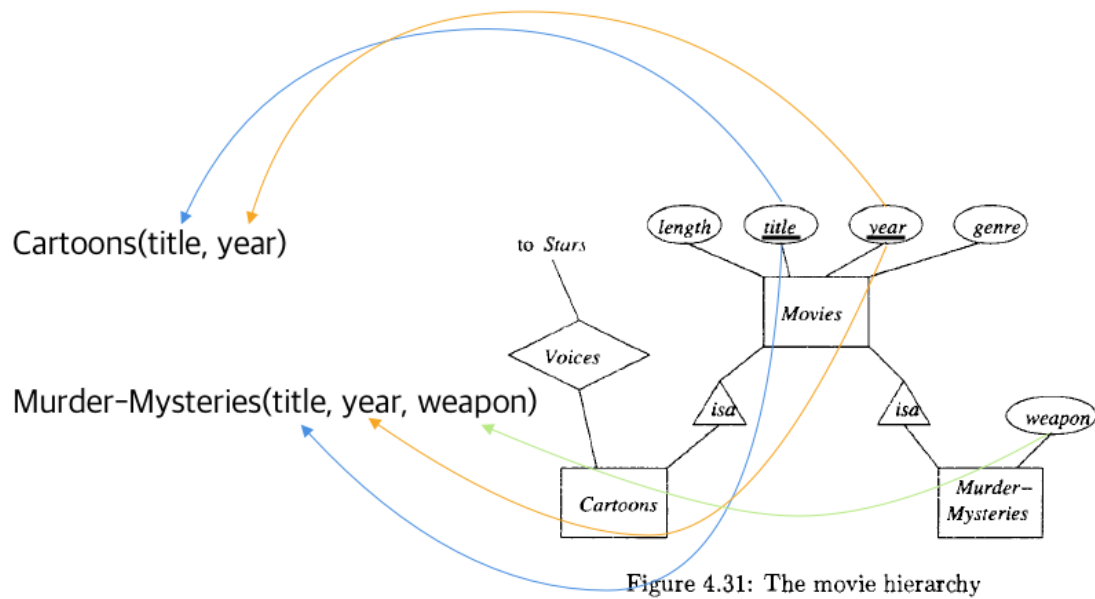 Cartoons(title, year)
Murder-Mysteries(title, year, weapon)
length
title
year
genre
to Stars
Movies
Voices
isa
isa
weapon
Cartoons
Murder-
Mysteries
Figure 4.31: The movie hierarchy